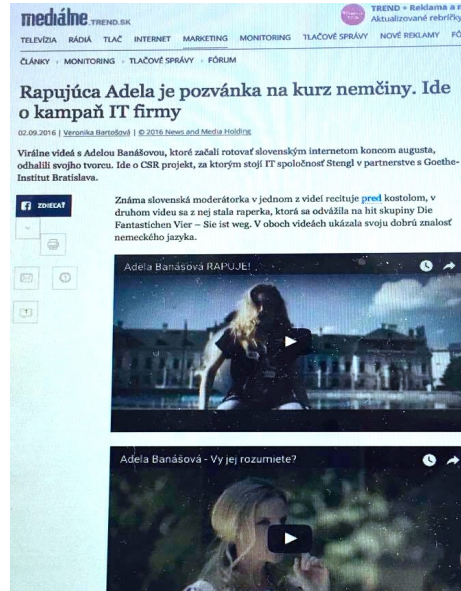 mediálne.TREND.SK
TREND • Reklama a m
Aktualizované rebríčky
TELEVÍZIA RÁDIÁ TLAČ INTERNET MARKETING MONITORING TLAČOVÉ SPRÁVY NOVÉ REKLAMY FÓ
ČLÁNKY › MONITORING › TLAČOVÉ SPRÁVY › FÓRUM
Rapujúca Adela je pozvánka na kurz nemčiny. Ide
o kampaň IT firmy
02.09.2016 | Veronika Bartošová | © 2016 News and Media Holding
Virálne videá s Adelou Banášovou, ktoré začali rotovať slovenským internetom koncom augusta,
odhalili svojho tvorcu. Ide o CSR projekt, za ktorým stojí IT spoločnosť Stengl v partnerstve s Goethe-
Institut Bratislava.
ZDIEĽAŤ
Známa slovenská moderátorka v jednom z videí recituje pred kostolom, v
druhom videu sa z nej stala raperka, ktorá sa odvážila na hit skupiny Die
Fantastichen Vier – Sie ist weg. V oboch videách ukázala svoju dobrú znalosť
nemeckého jazyka.
Adela Banášová RAPUJE!
Adela Banášová - Vy jej rozumiete?